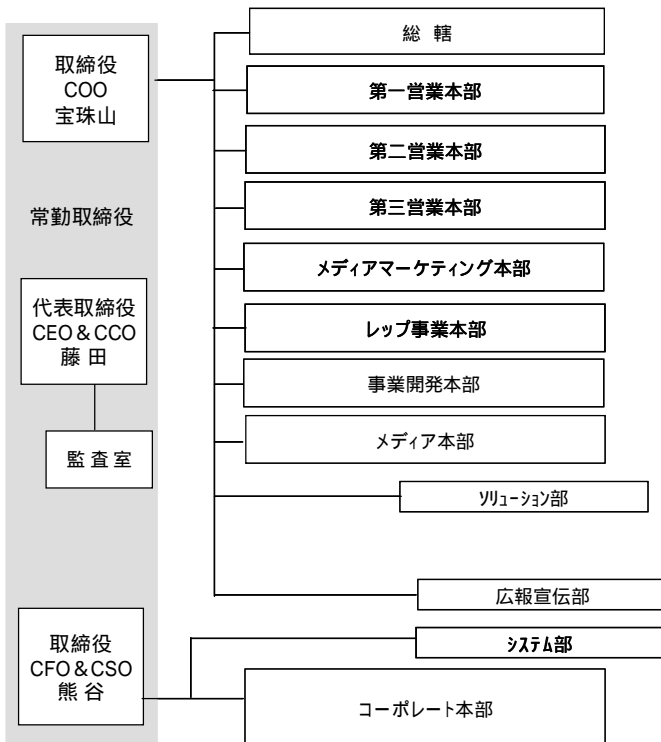 取締役
COO
宝珠山
常勤取締役
代表取締役
CEO＆CCO
藤 田
監 査 室
取締役
CFO＆CSO
熊 谷
総 轄
第一営業本部
第二営業本部
第三営業本部
メディアマーケティング本部
レップ事業本部
事業開発本部
メディア本部
ｿﾘｭｰｼｮﾝ部
広報宣伝部
ｼｽﾃﾑ部
コーポレート本部